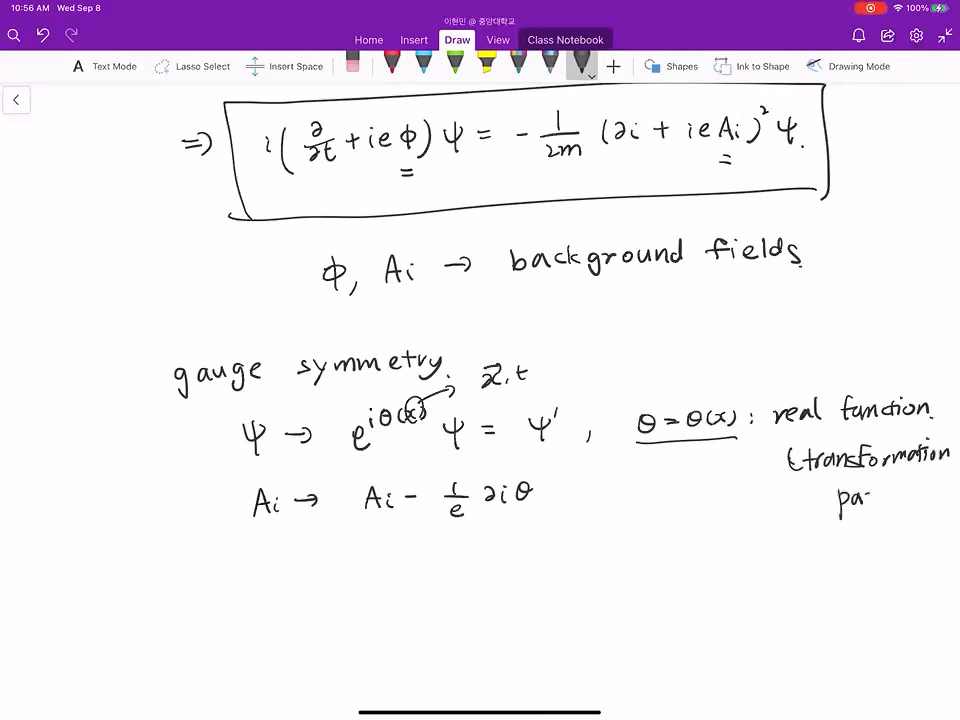 10:56 AM Wed Sep 8
100%
이현민 @ 중앙대학교
Home Insert Draw View Class Notebook
A Text Mode Lasso Select Insert Space Shapes Ink to Shape Drawing Mode
=> i(∂/∂t + ieΦ)ψ = - 1/2m (∂i + ieAi)² ψ.
Φ, Ai → background fields.
gauge symmetry. x⃗, t
ψ → e^{iθ(x)} ψ = ψ' , θ = θ(x) : real function.
(transformation
Ai → Ai - 1/e ∂iθ pa